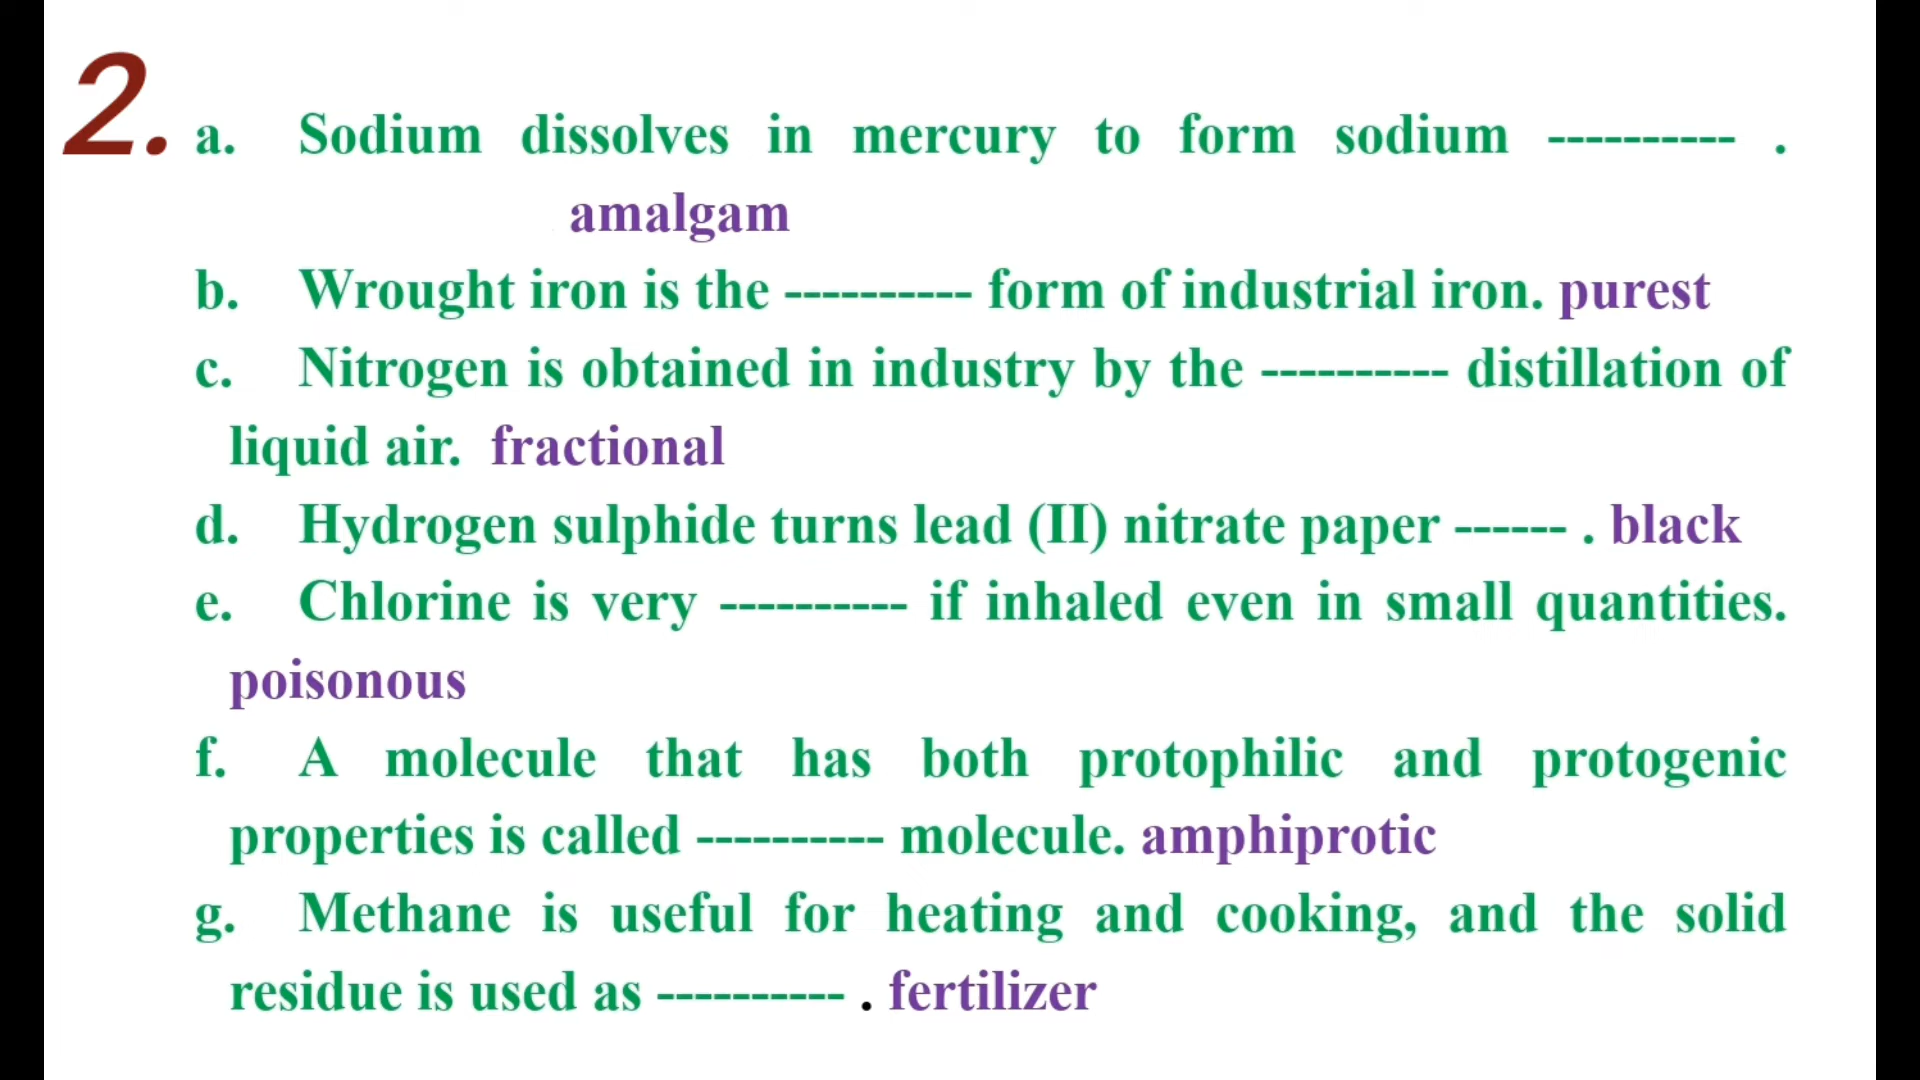 2.
a. Sodium dissolves in mercury to form sodium ---------- .
amalgam
b. Wrought iron is the ---------- form of industrial iron. purest
c. Nitrogen is obtained in industry by the ---------- distillation of
liquid air. fractional
d. Hydrogen sulphide turns lead (II) nitrate paper ------ . black
e. Chlorine is very ---------- if inhaled even in small quantities.
poisonous
f. A molecule that has both protophilic and protogenic
properties is called ---------- molecule. amphiprotic
g. Methane is useful for heating and cooking, and the solid
residue is used as ---------- . fertilizer